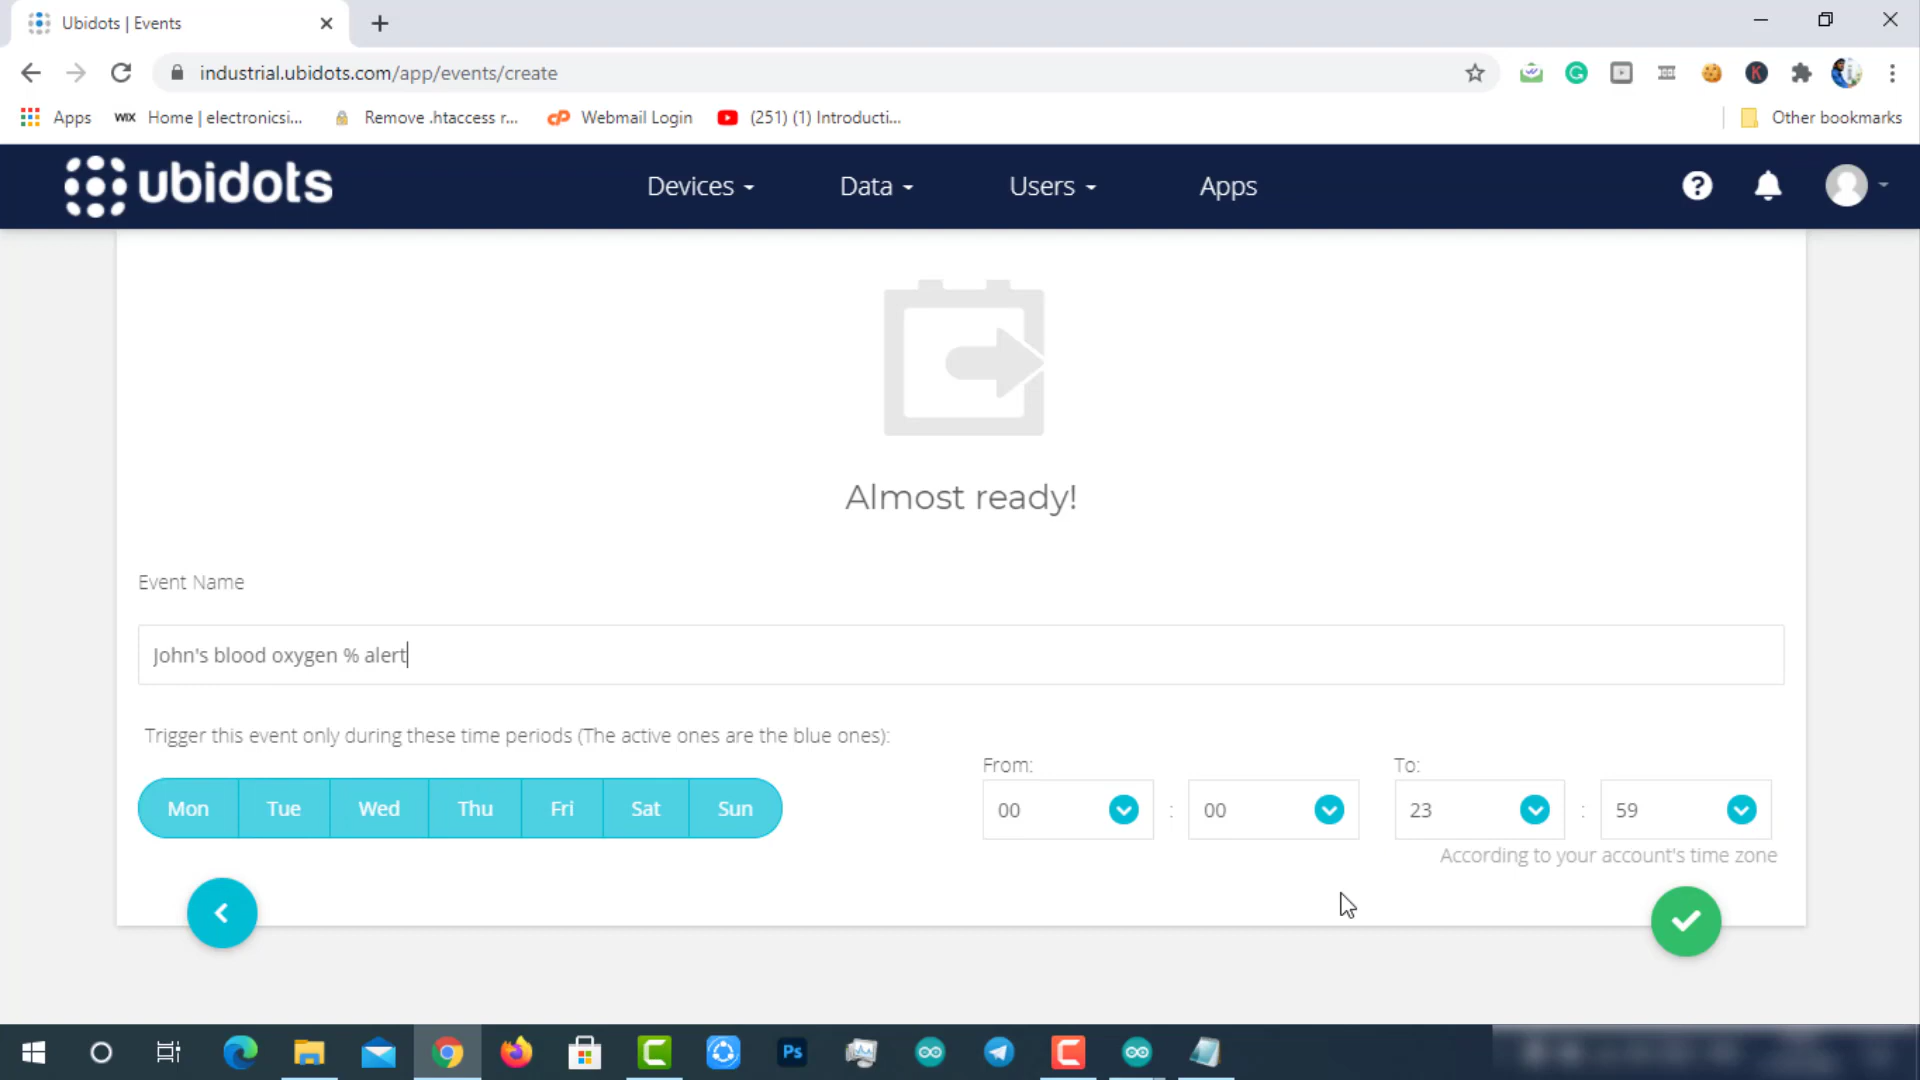 Ubidots | Events
industrial.ubidots.com/app/events/create
Apps
WIX Home | electronicsi...
Remove .htaccess r...
cP Webmail Login
(251) (1) Introducti...
Other bookmarks
ubidots
Devices
Data
Users
Apps
Almost ready!
Event Name
John's blood oxygen % alert
Trigger this event only during these time periods (The active ones are the blue ones):
From:
To:
Mon Tue Wed Thu Fri Sat Sun
00 : 00
23 : 59
According to your account's time zone
Ps